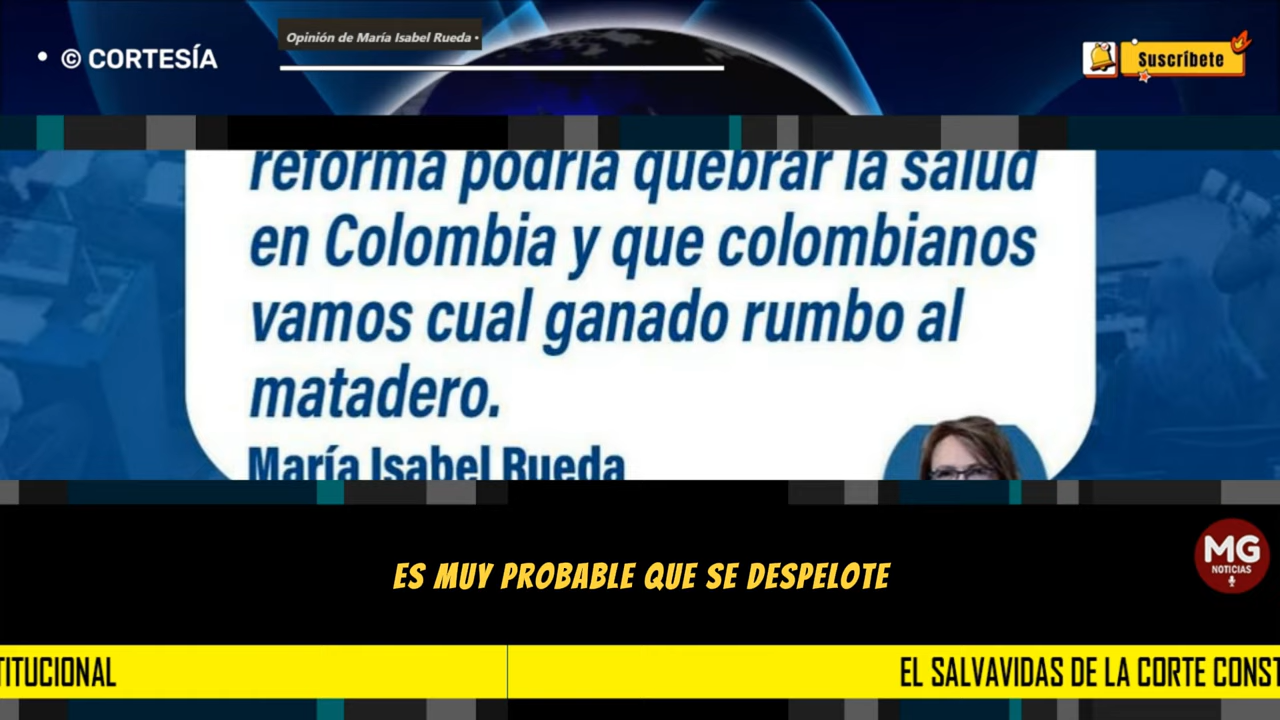 Opinión de María Isabel Rueda •
• © CORTESÍA
Suscríbete
reforma podría quebrar la salud
en Colombia y que colombianos
vamos cual ganado rumbo al
matadero.
María Isabel Rueda
MG
NOTICIAS
ES MUY PROBABLE QUE SE DESPELOTE
TITUCIONAL
EL SALVAVIDAS DE LA CORTE CONST